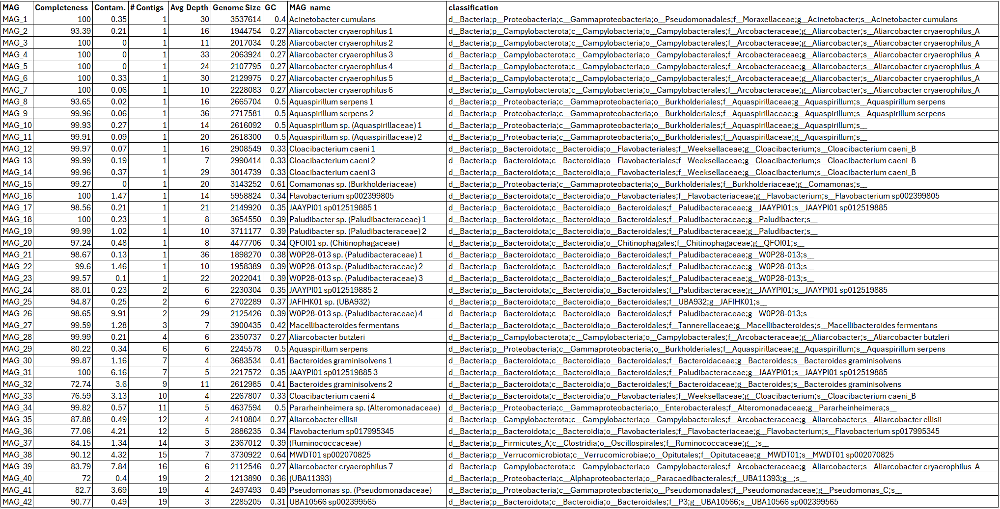 MAG Completeness Contam. # Contigs Avg Depth Genome Size GC MAG_name classification
MAG_1 100 0.35 1 30 3537614 0.4 Acinetobacter cumulans d__Bacteria;p__Proteobacteria;c__Gammaproteobacteria;o__Pseudomonadales;f__Moraxellaceae;g__Acinetobacter;s__Acinetobacter cumulans
MAG_2 93.39 0.21 1 16 1944754 0.27 Aliarcobacter cryaerophilus 1 d__Bacteria;p__Campylobacterota;c__Campylobacteria;o__Campylobacterales;f__Arcobacteraceae;g__Aliarcobacter;s__Aliarcobacter cryaerophilus_A
MAG_3 100 0 1 11 2017034 0.28 Aliarcobacter cryaerophilus 2 d__Bacteria;p__Campylobacterota;c__Campylobacteria;o__Campylobacterales;f__Arcobacteraceae;g__Aliarcobacter;s__Aliarcobacter cryaerophilus_A
MAG_4 100 0 1 33 2063924 0.27 Aliarcobacter cryaerophilus 3 d__Bacteria;p__Campylobacterota;c__Campylobacteria;o__Campylobacterales;f__Arcobacteraceae;g__Aliarcobacter;s__Aliarcobacter cryaerophilus_A
MAG_5 100 0 1 24 2107795 0.27 Aliarcobacter cryaerophilus 4 d__Bacteria;p__Campylobacterota;c__Campylobacteria;o__Campylobacterales;f__Arcobacteraceae;g__Aliarcobacter;s__Aliarcobacter cryaerophilus_A
MAG_6 100 0.33 1 30 2129975 0.27 Aliarcobacter cryaerophilus 5 d__Bacteria;p__Campylobacterota;c__Campylobacteria;o__Campylobacterales;f__Arcobacteraceae;g__Aliarcobacter;s__Aliarcobacter cryaerophilus_A
MAG_7 100 0.06 1 10 2228083 0.27 Aliarcobacter cryaerophilus 6 d__Bacteria;p__Campylobacterota;c__Campylobacteria;o__Campylobacterales;f__Arcobacteraceae;g__Aliarcobacter;s__Aliarcobacter cryaerophilus_A
MAG_8 93.65 0.02 1 16 2665704 0.5 Aquaspirillum serpens 1 d__Bacteria;p__Proteobacteria;c__Gammaproteobacteria;o__Burkholderiales;f__Aquaspirillaceae;g__Aquaspirillum;s__Aquaspirillum serpens
MAG_9 99.96 0.06 1 36 2717581 0.5 Aquaspirillum serpens 2 d__Bacteria;p__Proteobacteria;c__Gammaproteobacteria;o__Burkholderiales;f__Aquaspirillaceae;g__Aquaspirillum;s__Aquaspirillum serpens
MAG_10 99.93 0.27 1 14 2616092 0.5 Aquaspirillum sp. (Aquaspirillaceae) 1 d__Bacteria;p__Proteobacteria;c__Gammaproteobacteria;o__Burkholderiales;f__Aquaspirillaceae;g__Aquaspirillum;s__
MAG_11 99.91 0.09 1 20 2618300 0.5 Aquaspirillum sp. (Aquaspirillaceae) 2 d__Bacteria;p__Proteobacteria;c__Gammaproteobacteria;o__Burkholderiales;f__Aquaspirillaceae;g__Aquaspirillum;s__
MAG_12 99.97 0.07 1 16 2908549 0.33 Cloacibacterium caeni 1 d__Bacteria;p__Bacteroidota;c__Bacteroidia;o__Flavobacteriales;f__Weeksellaceae;g__Cloacibacterium;s__Cloacibacterium caeni_B
MAG_13 99.99 0.19 1 7 2990414 0.33 Cloacibacterium caeni 2 d__Bacteria;p__Bacteroidota;c__Bacteroidia;o__Flavobacteriales;f__Weeksellaceae;g__Cloacibacterium;s__Cloacibacterium caeni_B
MAG_14 99.96 0.37 1 29 3014739 0.33 Cloacibacterium caeni 3 d__Bacteria;p__Bacteroidota;c__Bacteroidia;o__Flavobacteriales;f__Weeksellaceae;g__Cloacibacterium;s__Cloacibacterium caeni_B
MAG_15 99.27 0 1 20 3143252 0.61 Comamonas sp. (Burkholderiaceae) d__Bacteria;p__Proteobacteria;c__Gammaproteobacteria;o__Burkholderiales;f__Burkholderiaceae;g__Comamonas;s__
MAG_16 100 1.47 1 14 5958824 0.34 Flavobacterium sp002399805 d__Bacteria;p__Bacteroidota;c__Bacteroidia;o__Flavobacteriales;f__Flavobacteriaceae;g__Flavobacterium;s__Flavobacterium sp002399805
MAG_17 98.56 0.21 1 21 2149920 0.35 JAAYPI01 sp012519885 1 d__Bacteria;p__Bacteroidota;c__Bacteroidia;o__Bacteroidales;f__Paludibacteraceae;g__JAAYPI01;s__JAAYPI01 sp012519885
MAG_18 100 0.23 1 8 3654550 0.39 Paludibacter sp. (Paludibacteraceae) 1 d__Bacteria;p__Bacteroidota;c__Bacteroidia;o__Bacteroidales;f__Paludibacteraceae;g__Paludibacter;s__
MAG_19 99.99 1.02 1 10 3711177 0.39 Paludibacter sp. (Paludibacteraceae) 2 d__Bacteria;p__Bacteroidota;c__Bacteroidia;o__Bacteroidales;f__Paludibacteraceae;g__Paludibacter;s__
MAG_20 97.24 0.48 1 8 4477706 0.34 QFOI01 sp. (Chitinophagaceae) d__Bacteria;p__Bacteroidota;c__Bacteroidia;o__Chitinophagales;f__Chitinophagaceae;g__QFOI01;s__
MAG_21 98.67 0.13 1 36 1898270 0.38 W0P28-013 sp. (Paludibacteraceae) 1 d__Bacteria;p__Bacteroidota;c__Bacteroidia;o__Bacteroidales;f__Paludibacteraceae;g__W0P28-013;s__
MAG_22 99.6 1.46 1 10 1958389 0.39 W0P28-013 sp. (Paludibacteraceae) 2 d__Bacteria;p__Bacteroidota;c__Bacteroidia;o__Bacteroidales;f__Paludibacteraceae;g__W0P28-013;s__
MAG_23 99.57 0.1 1 22 2022041 0.39 W0P28-013 sp. (Paludibacteraceae) 3 d__Bacteria;p__Bacteroidota;c__Bacteroidia;o__Bacteroidales;f__Paludibacteraceae;g__W0P28-013;s__
MAG_24 88.01 0.23 2 6 2230304 0.35 JAAYPI01 sp012519885 2 d__Bacteria;p__Bacteroidota;c__Bacteroidia;o__Bacteroidales;f__Paludibacteraceae;g__JAAYPI01;s__JAAYPI01 sp012519885
MAG_25 94.87 0.25 2 6 2702289 0.37 JAFIHK01 sp. (UBA932) d__Bacteria;p__Bacteroidota;c__Bacteroidia;o__Bacteroidales;f__UBA932;g__JAFIHK01;s__
MAG_26 98.65 9.91 2 29 2125426 0.39 W0P28-013 sp. (Paludibacteraceae) 4 d__Bacteria;p__Bacteroidota;c__Bacteroidia;o__Bacteroidales;f__Paludibacteraceae;g__W0P28-013;s__
MAG_27 99.59 1.28 3 7 3900435 0.42 Macellibacteroides fermentans d__Bacteria;p__Bacteroidota;c__Bacteroidia;o__Bacteroidales;f__Tannerellaceae;g__Macellibacteroides;s__Macellibacteroides fermentans
MAG_28 99.99 0.21 4 6 2350737 0.27 Aliarcobacter butzleri d__Bacteria;p__Campylobacterota;c__Campylobacteria;o__Campylobacterales;f__Arcobacteraceae;g__Aliarcobacter;s__Aliarcobacter butzleri
MAG_29 80.22 0.34 6 6 2245578 0.5 Aquaspirillum serpens d__Bacteria;p__Proteobacteria;c__Gammaproteobacteria;o__Burkholderiales;f__Aquaspirillaceae;g__Aquaspirillum;s__Aquaspirillum serpens
MAG_30 99.87 1.16 7 4 3683534 0.41 Bacteroides graminisolvens 1 d__Bacteria;p__Bacteroidota;c__Bacteroidia;o__Bacteroidales;f__Bacteroidaceae;g__Bacteroides;s__Bacteroides graminisolvens
MAG_31 100 6.16 7 5 2217572 0.35 JAAYPI01 sp012519885 3 d__Bacteria;p__Bacteroidota;c__Bacteroidia;o__Bacteroidales;f__Paludibacteraceae;g__JAAYPI01;s__JAAYPI01 sp012519885
MAG_32 72.74 3.6 9 11 2612985 0.41 Bacteroides graminisolvens 2 d__Bacteria;p__Bacteroidota;c__Bacteroidia;o__Bacteroidales;f__Bacteroidaceae;g__Bacteroides;s__Bacteroides graminisolvens
MAG_33 76.59 3.13 10 4 2267807 0.33 Cloacibacterium caeni 4 d__Bacteria;p__Bacteroidota;c__Bacteroidia;o__Flavobacteriales;f__Weeksellaceae;g__Cloacibacterium;s__Cloacibacterium caeni_B
MAG_34 99.82 0.57 11 5 4637594 0.5 Pararheinheimera sp. (Alteromonadaceae) d__Bacteria;p__Proteobacteria;c__Gammaproteobacteria;o__Enterobacterales;f__Alteromonadaceae;g__Pararheinheimera;s__
MAG_35 87.88 0.49 12 4 2410804 0.27 Aliarcobacter ellisii d__Bacteria;p__Campylobacterota;c__Campylobacteria;o__Campylobacterales;f__Arcobacteraceae;g__Aliarcobacter;s__Aliarcobacter ellisii
MAG_36 77.06 4.21 12 5 2886235 0.34 Flavobacterium sp017995345 d__Bacteria;p__Bacteroidota;c__Bacteroidia;o__Flavobacteriales;f__Flavobacteriaceae;g__Flavobacterium;s__Flavobacterium sp017995345
MAG_37 84.15 1.34 14 3 2367012 0.39 (Ruminococcaceae) d__Bacteria;p__Firmicutes_A;c__Clostridia;o__Oscillospirales;f__Ruminococcaceae;g__;s__
MAG_38 90.12 4.32 15 7 3730922 0.64 MWDT01 sp002070825 d__Bacteria;p__Verrucomicrobiota;c__Verrucomicrobiae;o__Opitutales;f__Opitutaceae;g__MWDT01;s__MWDT01 sp002070825
MAG_39 83.79 7.84 16 6 2112546 0.27 Aliarcobacter cryaerophilus 7 d__Bacteria;p__Campylobacterota;c__Campylobacteria;o__Campylobacterales;f__Arcobacteraceae;g__Aliarcobacter;s__Aliarcobacter cryaerophilus_A
MAG_40 72 0.4 19 2 1213890 0.36 (UBA11393) d__Bacteria;p__Proteobacteria;c__Alphaproteobacteria;o__Paracaedibacterales;f__UBA11393;g__;s__
MAG_41 82.7 3.69 19 4 2497493 0.49 Pseudomonas sp. (Pseudomonadaceae) d__Bacteria;p__Proteobacteria;c__Gammaproteobacteria;o__Pseudomonadales;f__Pseudomonadaceae;g__Pseudomonas_C;s__
MAG_42 90.77 0.49 19 3 2285205 0.31 UBA10566 sp002399565 d__Bacteria;p__Bacteroidota;c__Bacteroidia;o__Bacteroidales;f__P3;g__UBA10566;s__UBA10566 sp002399565